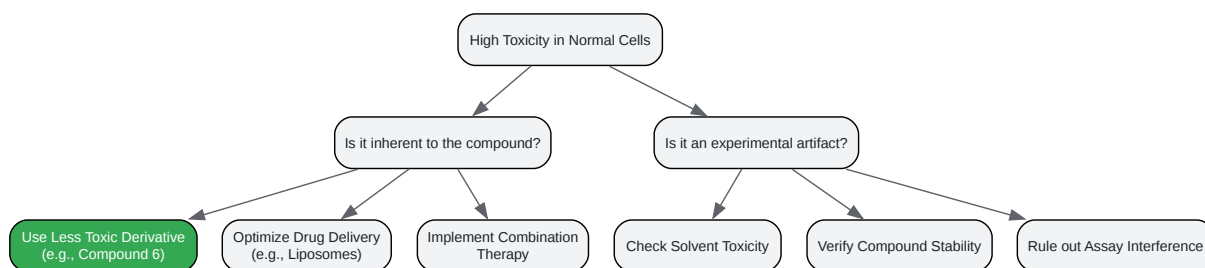 High Toxicity in Normal Cells
Is it inherent to the compound?
Is it an experimental artifact?
Use Less Toxic Derivative
(e.g., Compound 6)
Optimize Drug Delivery
(e.g., Liposomes)
Implement Combination
Therapy
Check Solvent Toxicity
Verify Compound Stability
Rule out Assay Interference